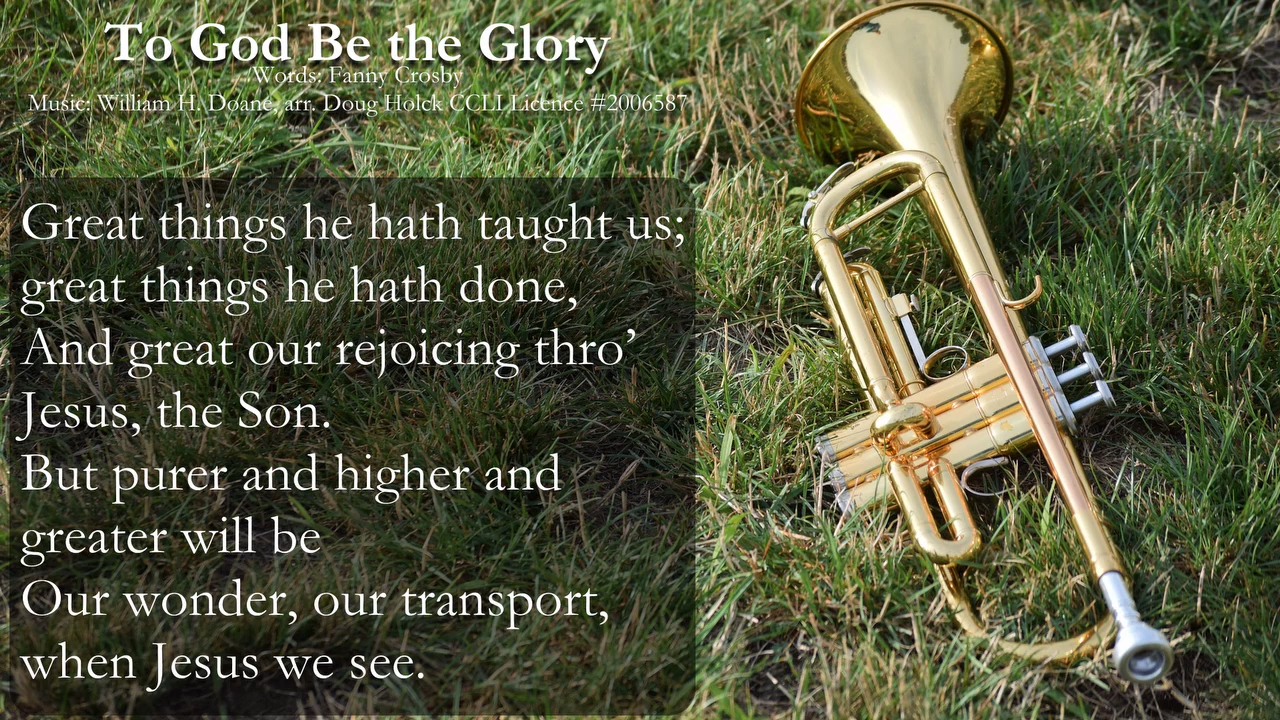 To God Be the Glory
Words: Fanny Crosby
Music: William H. Doane, arr. Doug Holck CCLI Licence #2006587
Great things he hath taught us;
great things he hath done,
And great our rejoicing thro’
Jesus, the Son.
But purer and higher and
greater will be
Our wonder, our transport,
when Jesus we see.